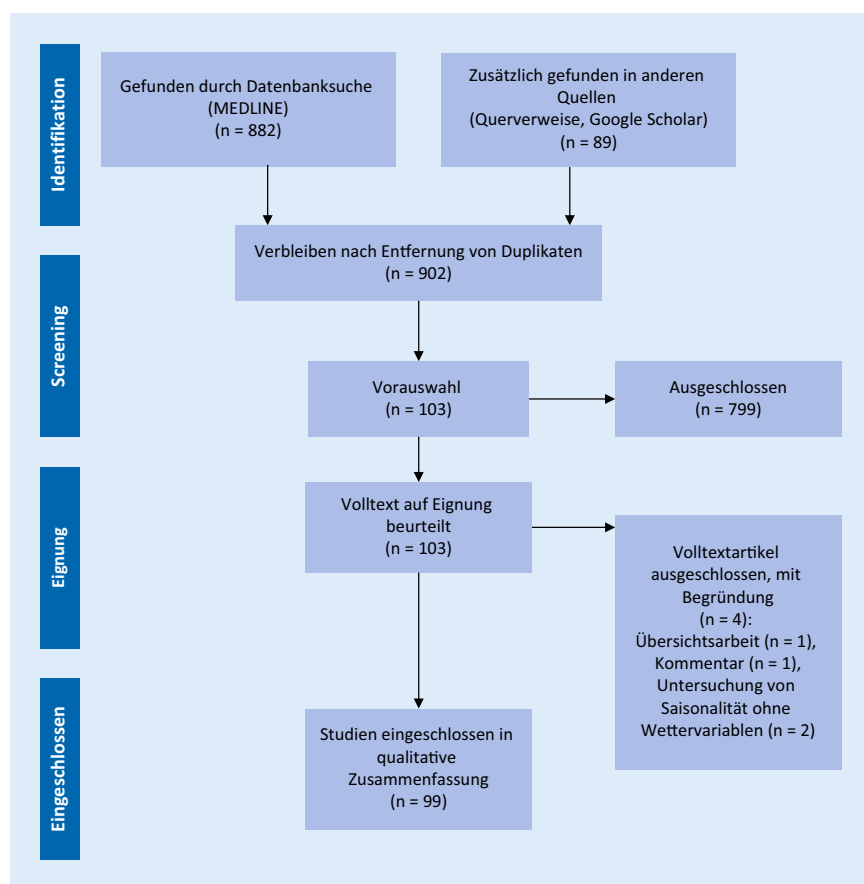 Identifikation
Gefunden durch Datenbanksuche
(MEDLINE)
(n = 882)
Zusätzlich gefunden in anderen
Quellen
(Querverweise, Google Scholar)
(n = 89)
Verbleiben nach Entfernung von Duplikaten
(n = 902)
Screening
Vorauswahl
(n = 103)
Ausgeschlossen
(n = 799)
Eignung
Volltext auf Eignung
beurteilt
(n = 103)
Volltextartikel
ausgeschlossen, mit
Begründung
(n = 4):
Übersichtsarbeit (n = 1),
Kommentar (n = 1),
Untersuchung von
Saisonalität ohne
Wettervariablen (n = 2)
Eingeschlossen
Studien eingeschlossen in
qualitative
Zusammenfassung
(n = 99)